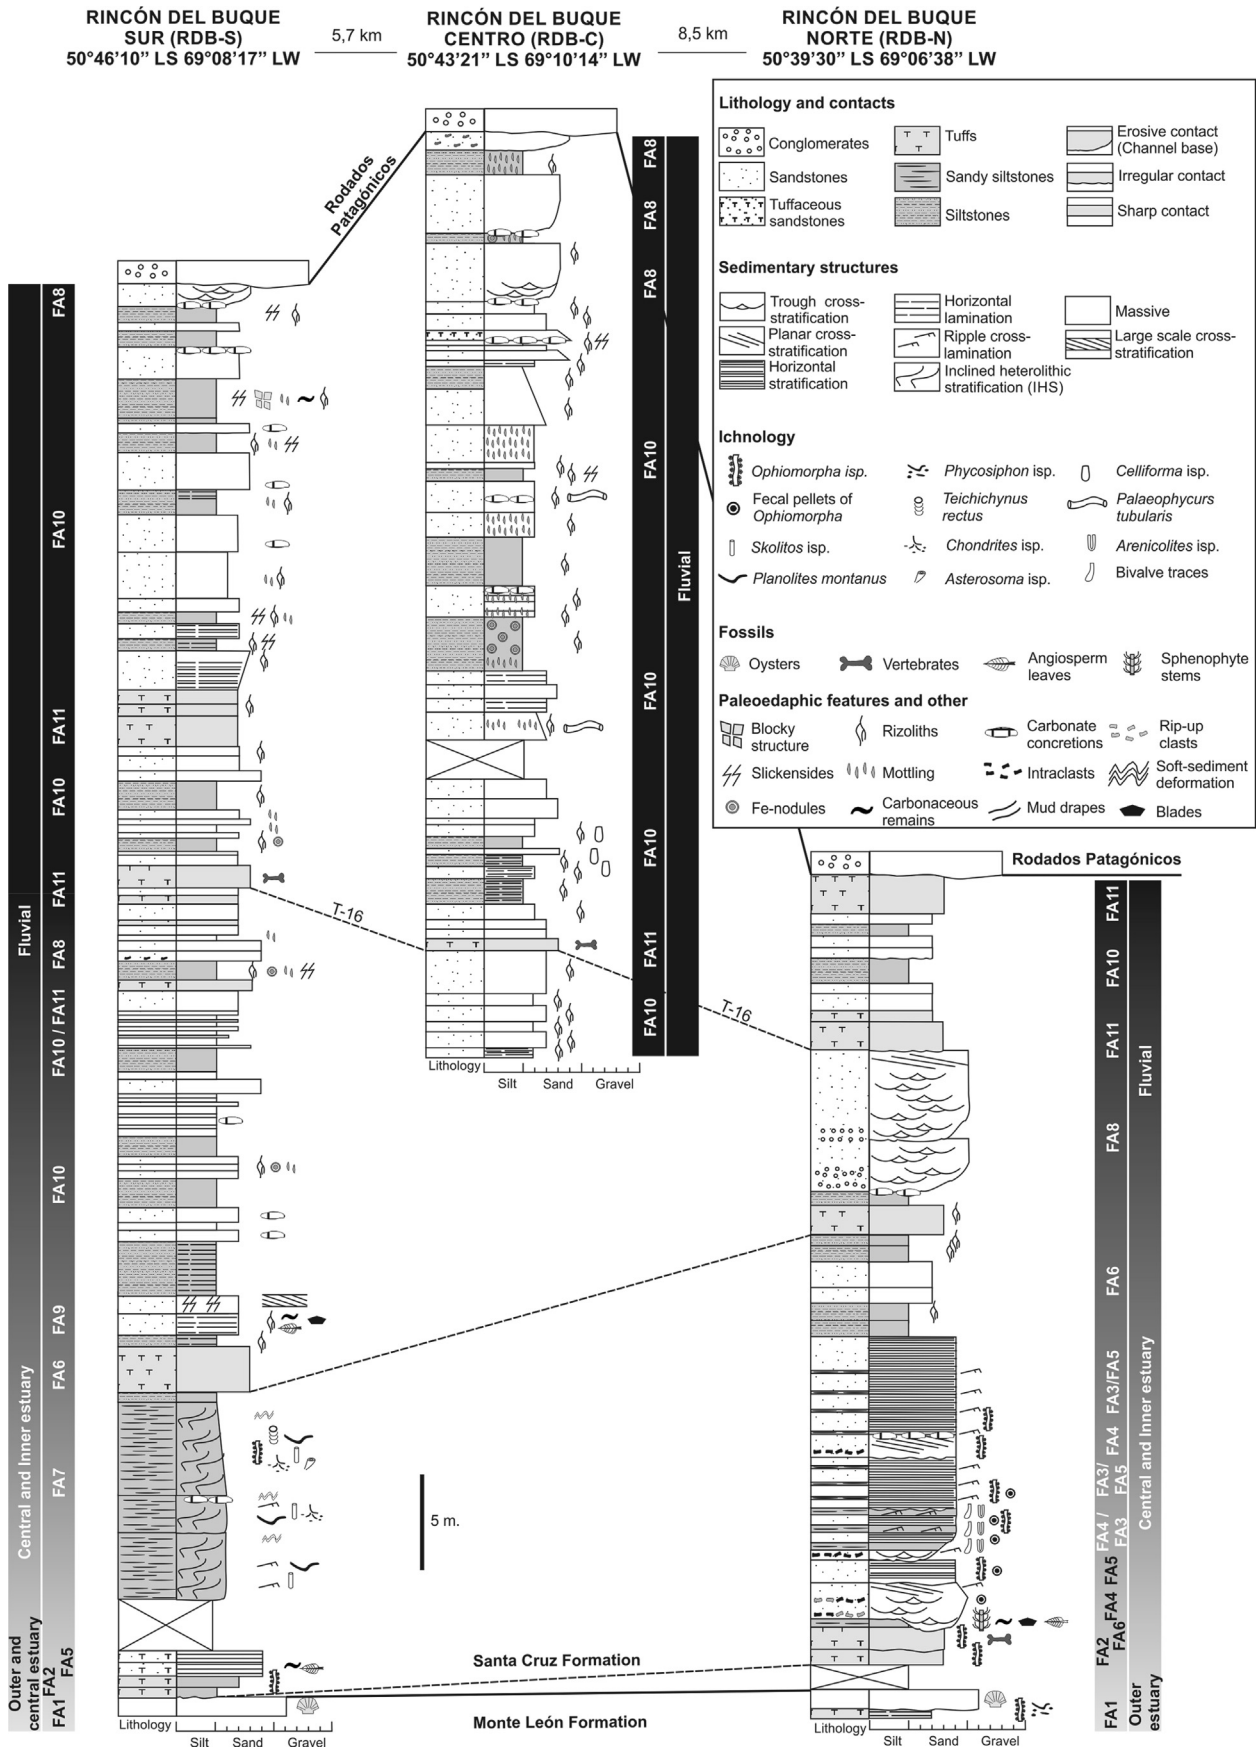 RINCÓN DEL BUQUE
SUR (RDB-S)
50°46'10" LS 69°08'17" LW
5,7 km
RINCÓN DEL BUQUE
CENTRO (RDB-C)
50°43'21" LS 69°10'14" LW
8,5 km
RINCÓN DEL BUQUE
NORTE (RDB-N)
50°39'30" LS 69°06'38" LW
Lithology and contacts
Conglomerates
Sandstones
Tuffaceous
sandstones
Tuffs
Sandy siltstones
Siltstones
Erosive contact
(Channel base)
Irregular contact
Sharp contact
Sedimentary structures
Trough cross-
stratification
Planar cross-
stratification
Horizontal
stratification
Horizontal
lamination
Ripple cross-
lamination
Inclined heterolithic
stratification (IHS)
Massive
Large scale cross-
stratification
Ichnology
Ophiomorpha isp.
Fecal pellets of
Ophiomorpha
Skolitos isp.
Planolites montanus
Phycosiphon isp.
Teichichynus
rectus
Chondrites isp.
Asterosoma isp.
Celliforma isp.
Palaeophycurs
tubularis
Arenicolites isp.
Bivalve traces
Fossils
Oysters
Vertebrates
Angiosperm
leaves
Sphenophyte
stems
Paleoedaphic features and other
Blocky
structure
Slickensides
Fe-nodules
Rizoliths
Mottling
Carbonaceous
remains
Carbonate
concretions
Intraclasts
Mud drapes
Rip-up
clasts
Soft-sediment
deformation
Blades
Rodados
Patagónicos
Rodados Patagónicos
Fluvial
Central and Inner estuary
Outer and
central estuary
FA8
FA10
FA11
FA10
FA11
FA8
FA10 / FA11
FA10
FA9
FA6
FA7
FA5
FA2
FA1
Lithology
Silt
Sand
Gravel
T-16
FA8
FA8
FA8
FA10
FA10
FA10
FA11
FA10
Fluvial
Lithology
Silt
Sand
Gravel
T-16
5 m.
Santa Cruz Formation
Monte León Formation
FA11
FA10
FA11
FA8
FA6
FA3/FA5
FA4
FA3/
FA5
FA4 /
FA3
FA5
FA4
FA6
FA2
FA1
Fluvial
Central and Inner estuary
Outer
estuary
Lithology
Silt
Sand
Gravel